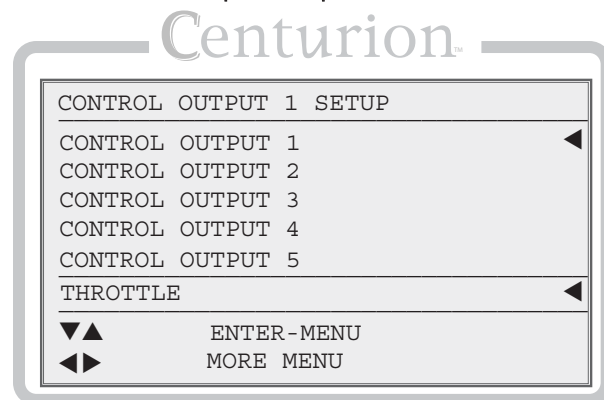 Centurion™
CONTROL OUTPUT 1 SETUP
CONTROL OUTPUT 1 ◀
CONTROL OUTPUT 2
CONTROL OUTPUT 3
CONTROL OUTPUT 4
CONTROL OUTPUT 5
THROTTLE ◀
▼▲ ENTER-MENU
◀▶ MORE MENU